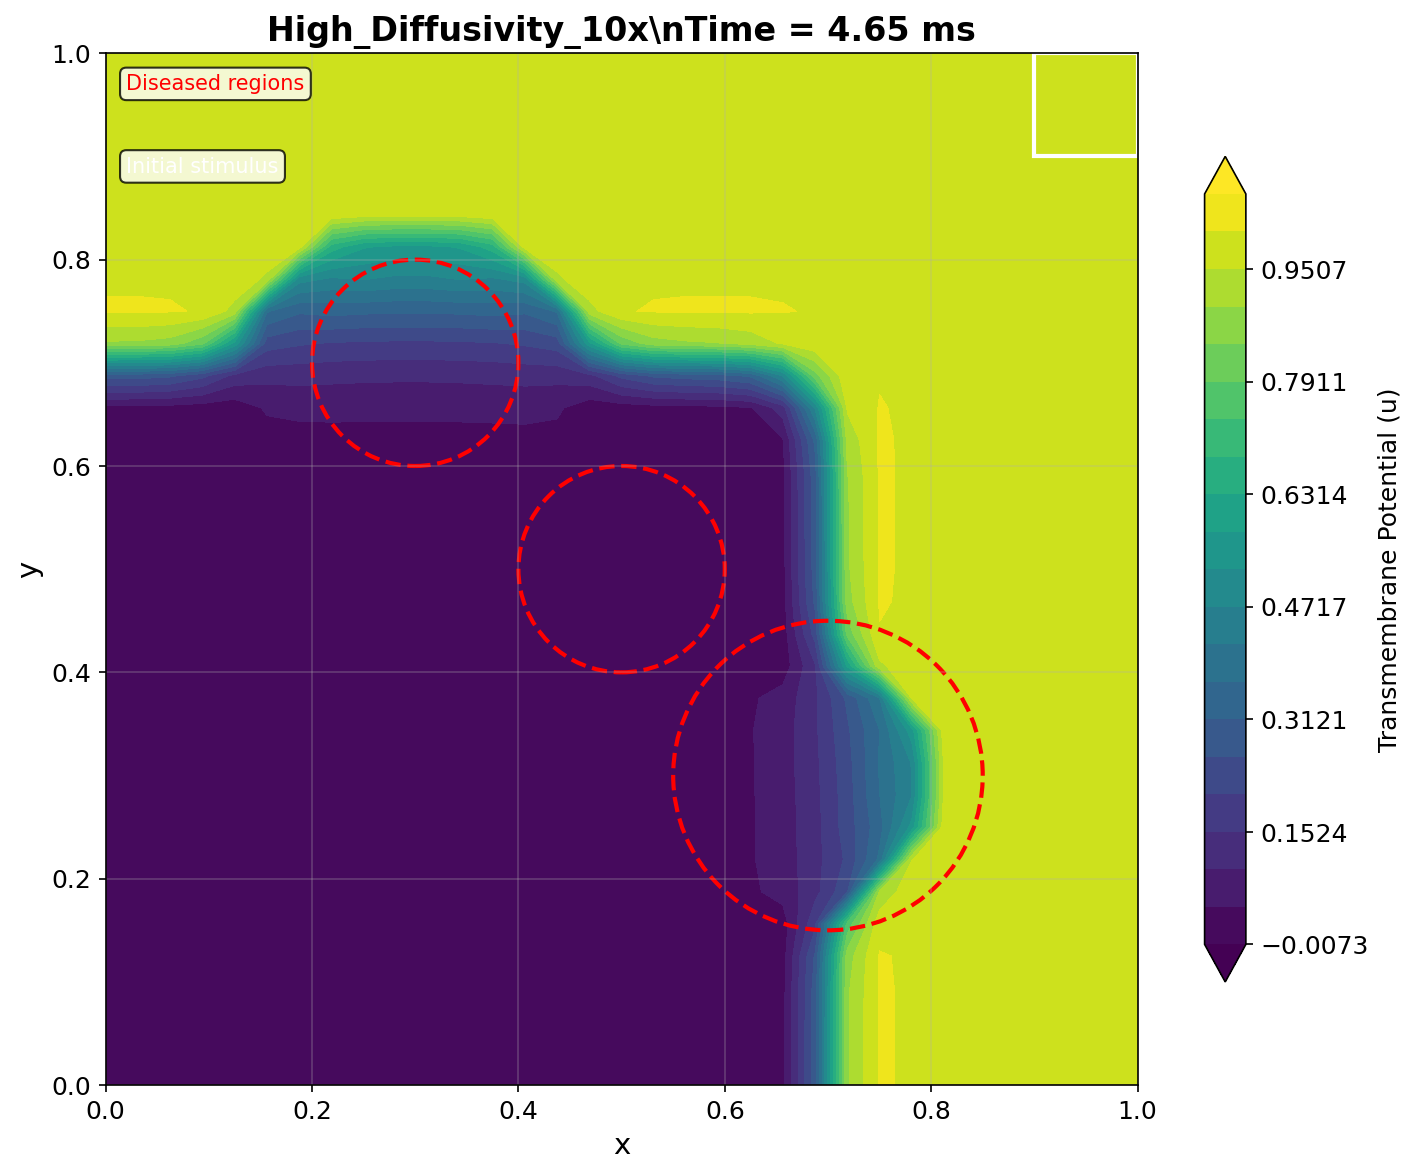 High_Diffusivity_10x\nTime = 4.65 ms
Diseased regions
Initial stimulus
1.0
0.8
0.6
0.4
0.2
0.0
y
0.0 0.2 0.4 0.6 0.8 1.0
x
0.9507
0.7911
0.6314
0.4717
0.3121
0.1524
−0.0073
Transmembrane Potential (u)